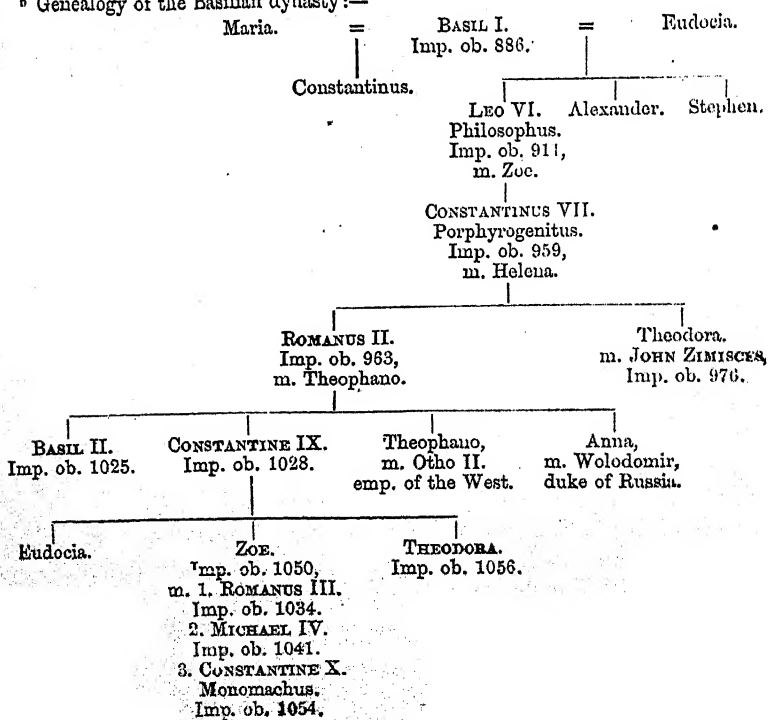 b Genealogy of the Basilian dynasty:—
Maria. = BASIL I. = Eudocia.
Imp. ob. 886.
Constantinus.
LEO VI. Alexander. Stephen.
Philosophus.
Imp. ob. 911,
m. Zoe.
CONSTANTINUS VII.
Porphyrogenitus.
Imp. ob. 959,
m. Helena.
ROMANUS II. Theodora.
Imp. ob. 963, m. JOHN ZIMISCES,
m. Theophano. Imp. ob. 976.
BASIL II. CONSTANTINE IX. Theophano, Anna,
Imp. ob. 1025. Imp. ob. 1028. m. Otho II. m. Wolodomir,
emp. of the West. duke of Russia.
Eudocia. ZOE. THEODORA.
Imp. ob. 1050, Imp. ob. 1056.
m. 1. ROMANUS III.
Imp. ob. 1034.
2. MICHAEL IV.
Imp. ob. 1041.
3. CONSTANTINE X.
Monomachus.
Imp. ob. 1054.